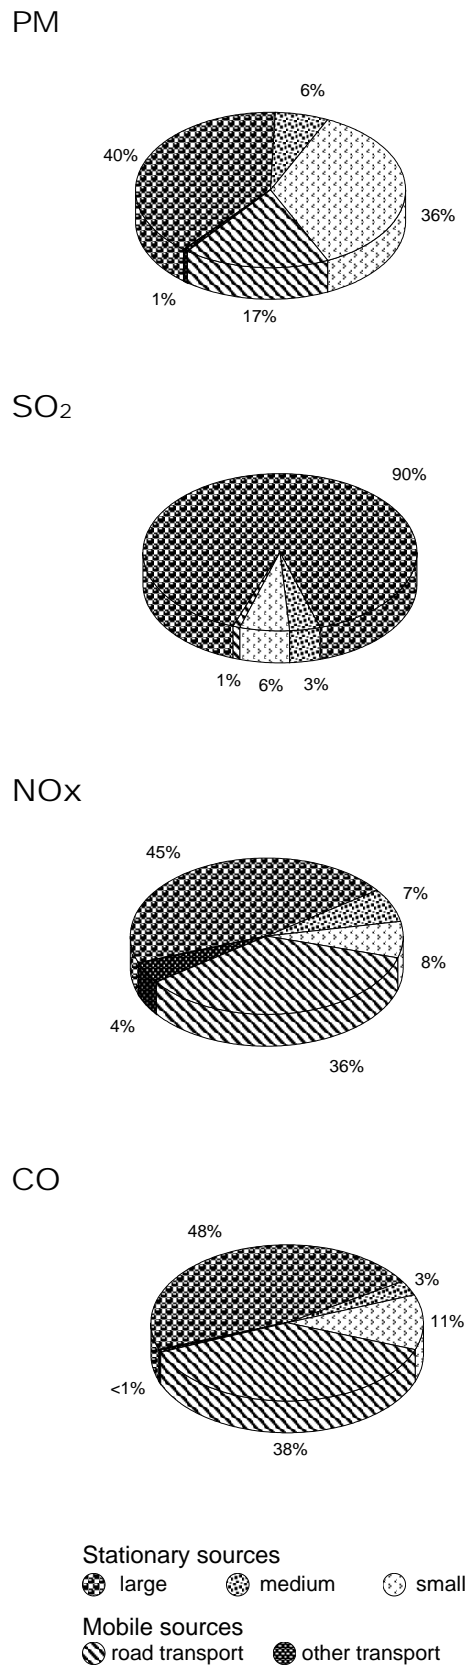 PM
6%
40%
36%
1%
17%
SO₂
90%
1% 6% 3%
NOx
45%
7%
8%
4%
36%
CO
48%
3%
11%
<1%
38%
Stationary sources
large medium small
Mobile sources
road transport other transport